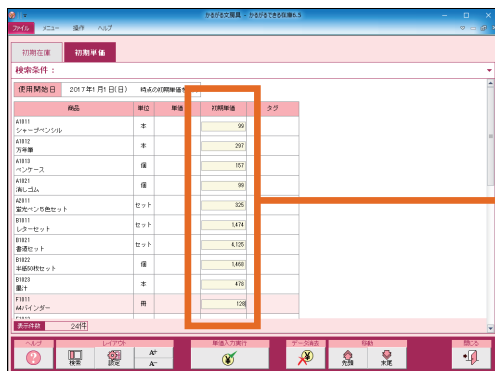 かるがる文房具 - かるがるできる在庫6.5
ファイル メニュー 操作 ヘルプ
初期在庫 初期単価
検索条件：
使用開始日 2017年1月1日(日) 時点の初期単価を
商品 単位 単価 初期単価 タグ
A1011
シャープペンシル 本 99
A1012
万年筆 本 297
A1013
ペンケース 個 157
A1021
消しゴム 個 99
A2011
蛍光ペン5色セット セット 325
B1011
レターセット セット 1,474
B1021
書道セット セット 4,125
B1022
半紙50枚セット 個 1,468
B1023
墨汁 本 478
F1011
A4バインダー 冊 128
表示件数 24件
ヘルプ レイアウト 単価入力実行 データ消去 移動 閉じる
検索 設定 A+ A- 先頭 末尾